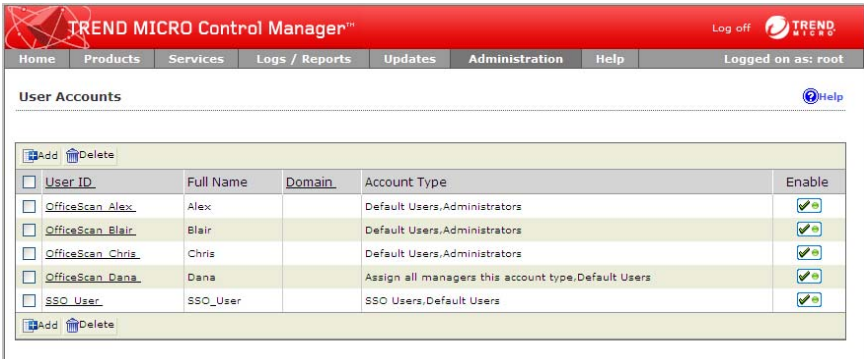 TREND MICRO Control Manager™
Log off TREND MICRO
Home Products Services Logs / Reports Updates Administration Help Logged on as: root
User Accounts Help
Add Delete
User ID Full Name Domain Account Type Enable
OfficeScan_Alex Alex Default Users,Administrators
OfficeScan_Blair Blair Default Users,Administrators
OfficeScan_Chris Chris Default Users,Administrators
OfficeScan_Dana Dana Assign all managers this account type,Default Users
SSO_User SSO_User SSO Users,Default Users
Add Delete